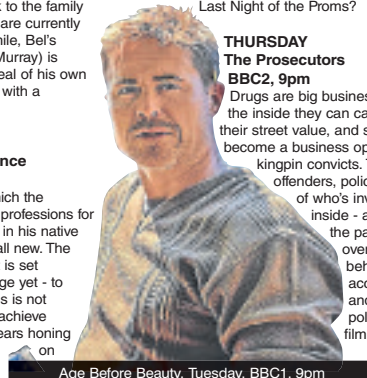 k to the family
are currently
ile, Bel's
Murray) is
eal of his own
with a
nce
ich the
professions for
in his native
all new. The
is set
ge yet - to
s is not
achieve
ears honing
on
Last Night of the Proms?
THURSDAY
The Prosecutors
BBC2, 9pm
Drugs are big busines
the inside they can ca
their street value, and s
become a business op
kingpin convicts. T
offenders, polic
of who's inv
inside - a
the pa
over
beh
acc
and
pol
film
Age Before Beauty, Tuesday, BBC1, 9pm